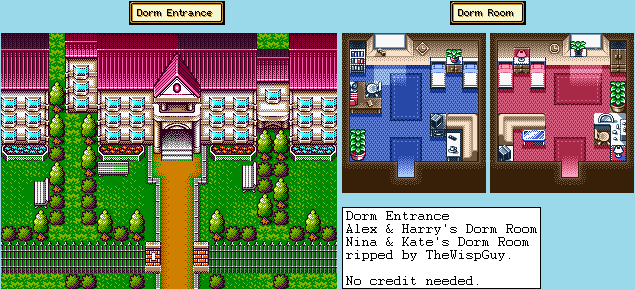 Dorm Entrance
Dorm Room
Dorm Entrance
Alex & Harry's Dorm Room
Nina & Kate's Dorm Room
ripped by TheWispGuy.
No credit needed.